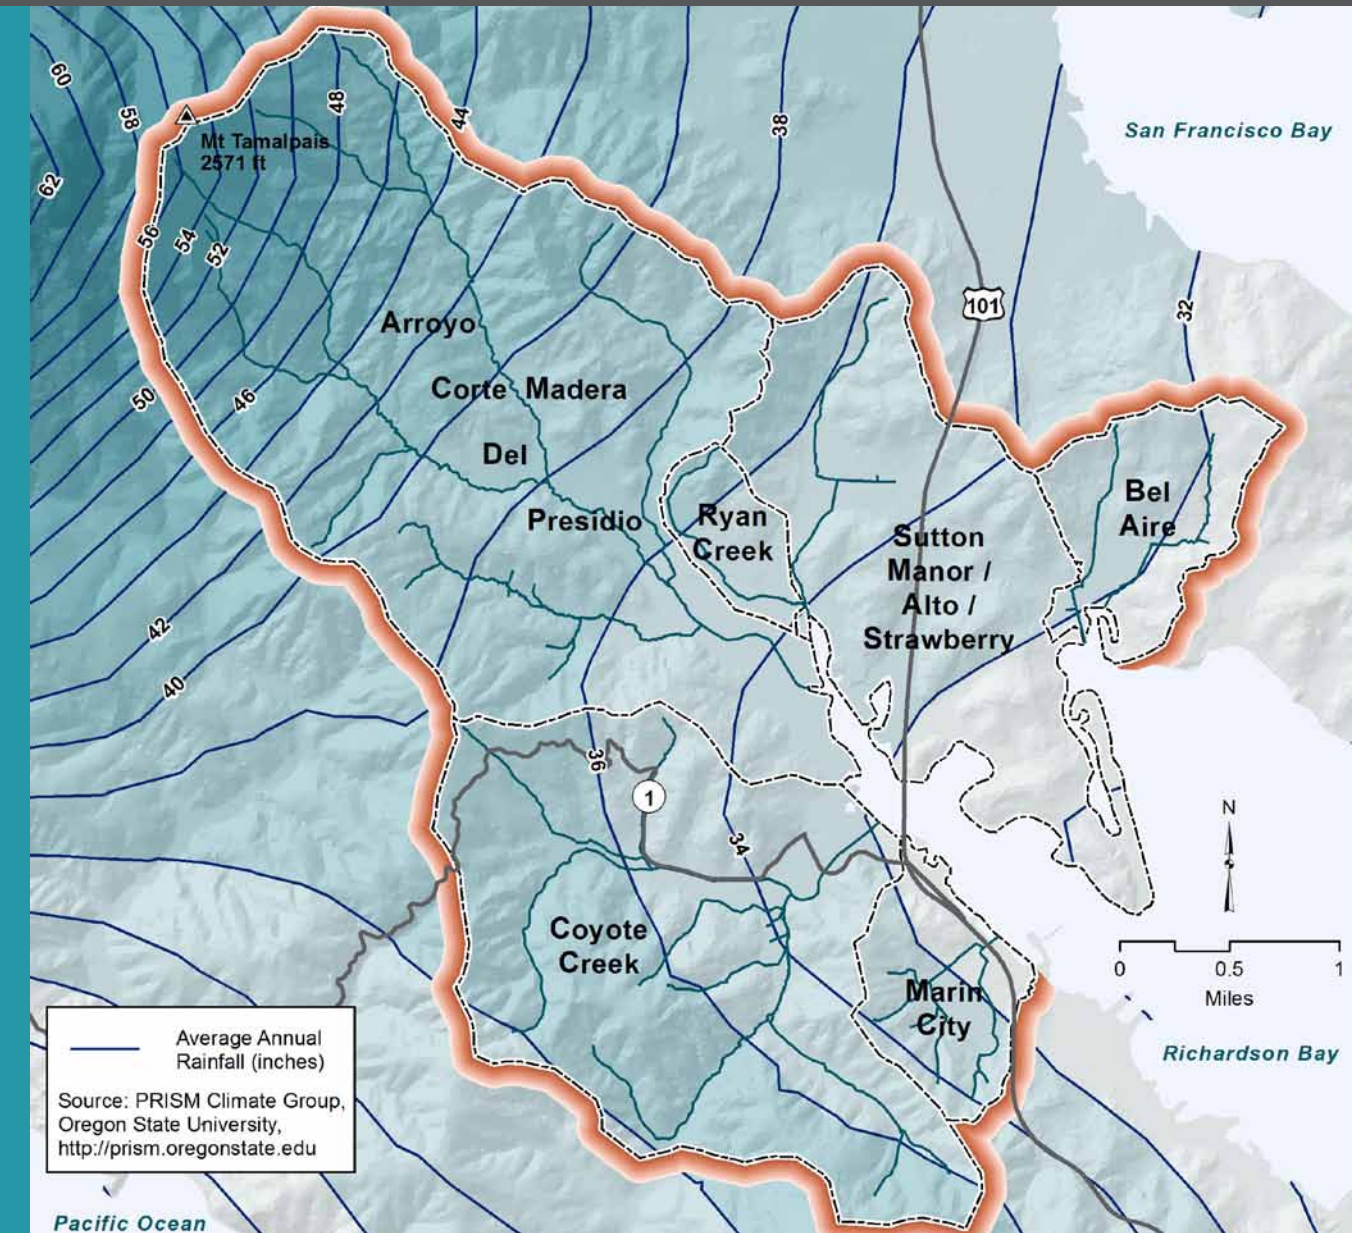 60
58
48
44
38
San Francisco Bay
Mt Tamalpais
2571 ft
62
56
54
52
101
32
Arroyo
Corte Madera
Del
Presidio
50
46
Ryan
Creek
Sutton
Manor /
Alto /
Strawberry
Bel
Aire
42
40
36
1
34
N
Coyote
Creek
Marin
City
0 0.5 1
Miles
Richardson Bay
Average Annual
Rainfall (inches)
Source: PRISM Climate Group,
Oregon State University,
http://prism.oregonstate.edu
Pacific Ocean